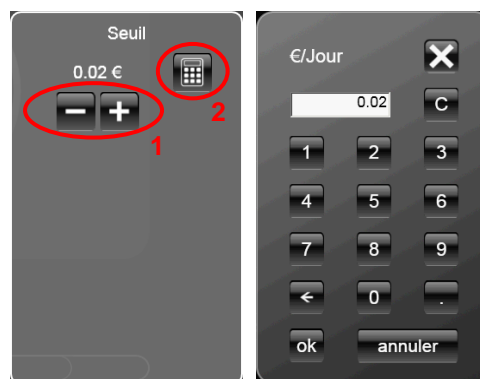 Seuil
0.02 €
2
1
€/Jour
0.02
C
1 2 3
4 5 6
7 8 9
← 0 .
ok annuler